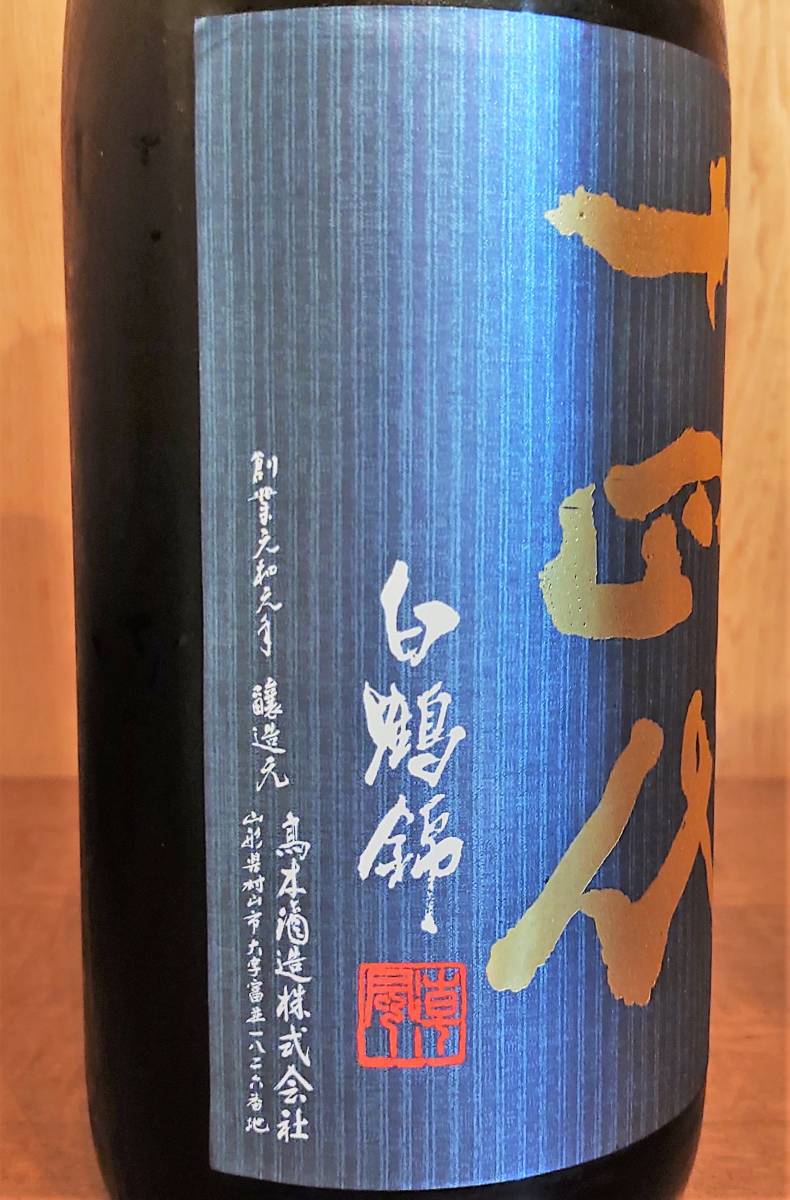 十四代
白鶴錦
創業元和元年 醸造元
高木酒造株式会社
山形県村山市大字富並一八二六番地